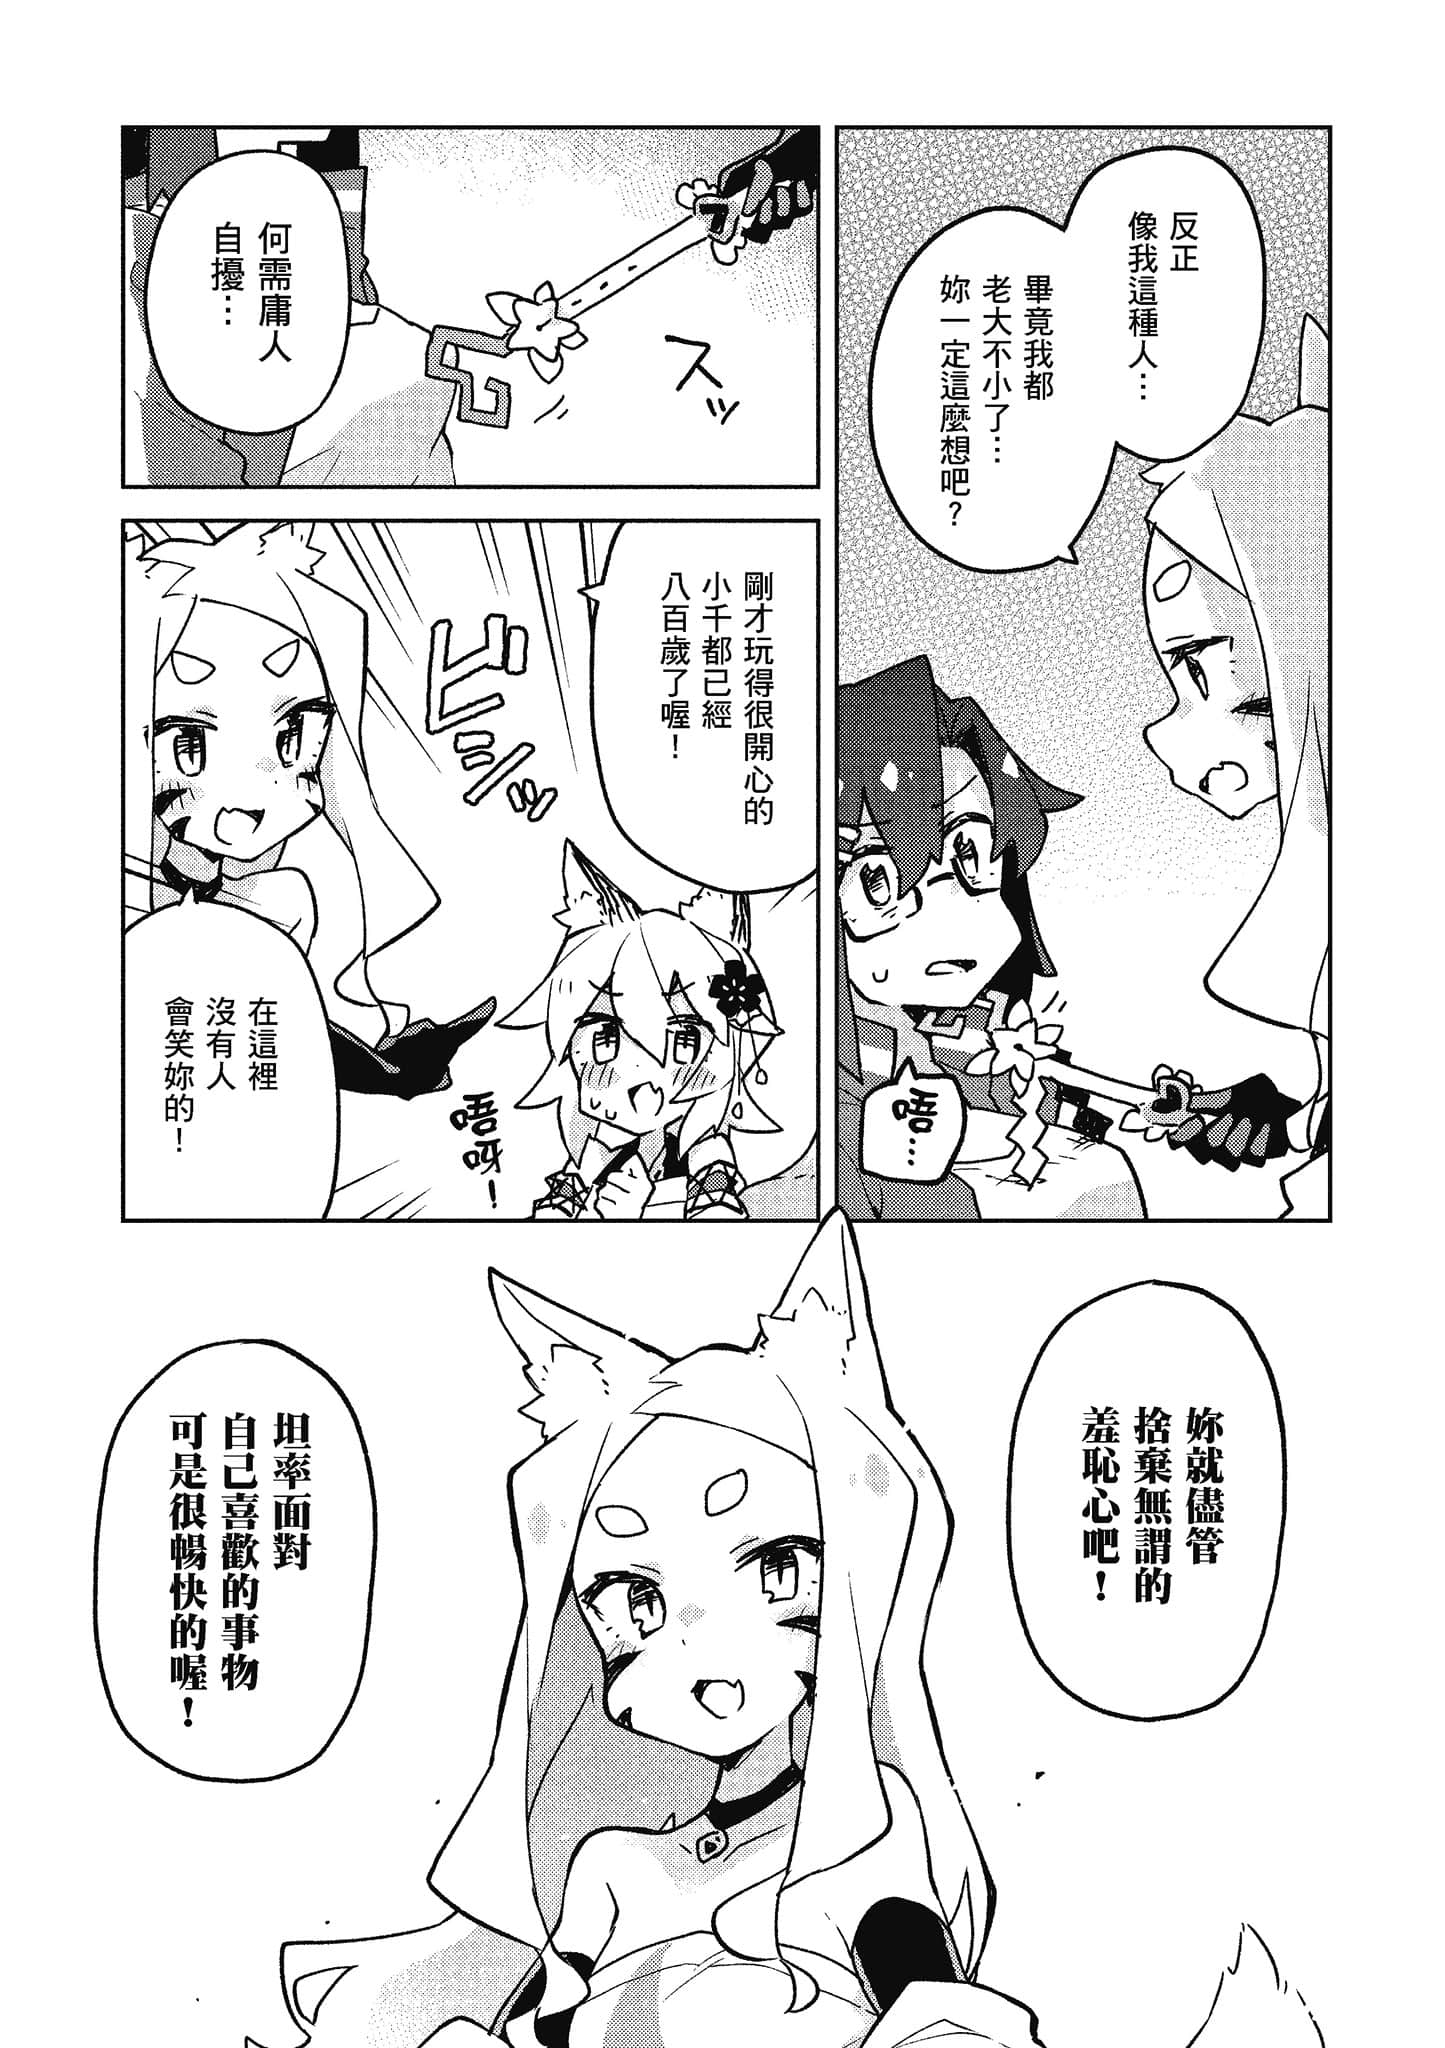 反正
像我這種人…
畢竟我都
老大不小了…
妳一定這麼想吧？
唔…
何需庸人
自擾…
スッ
剛才玩得很開心的
小千都已經
八百歲了喔！
ビシッ
唔呀！
在這裡
沒有人
會笑妳的！
妳就儘管
捨棄無謂的
羞恥心吧！
坦率面對
自己喜歡的事物
可是很暢快的喔！